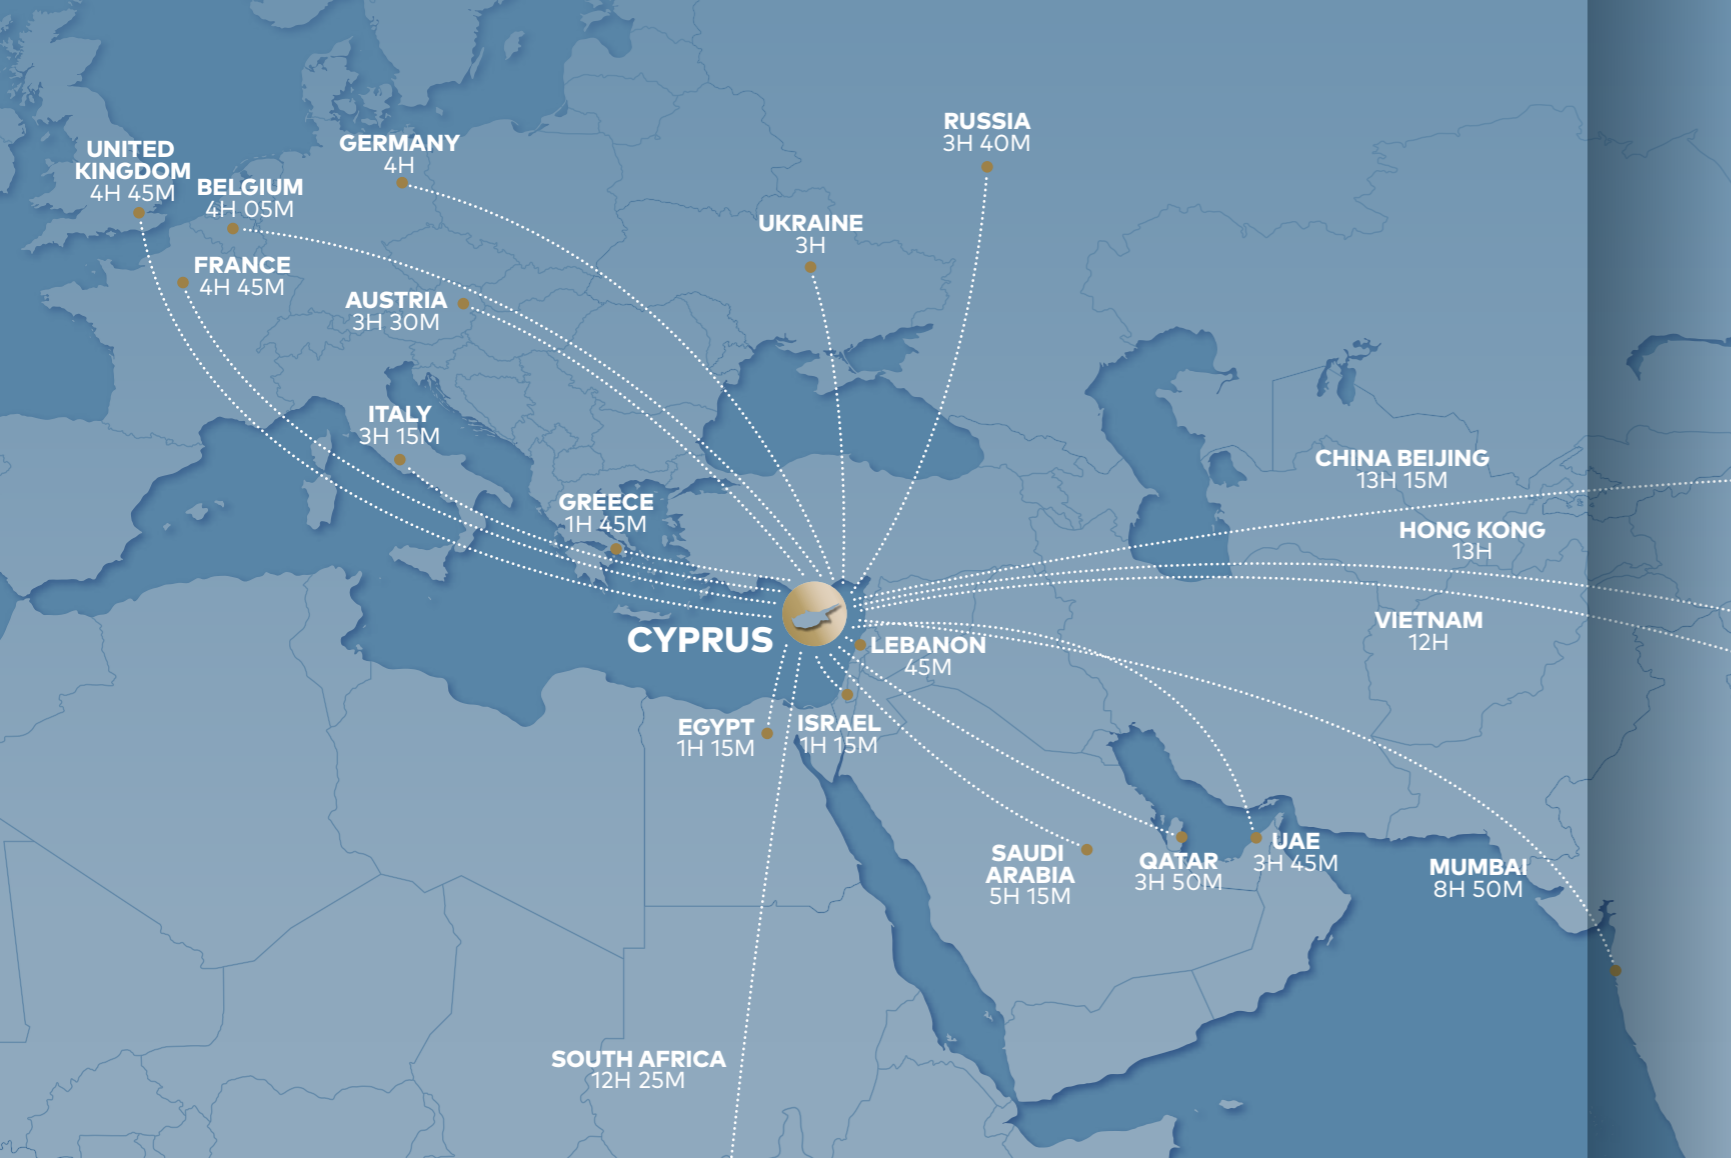 RUSSIA
3H 40M
UNITED
KINGDOM
4H 45M
GERMANY
4H
BELGIUM
4H 05M
UKRAINE
3H
FRANCE
4H 45M
AUSTRIA
3H 30M
ITALY
3H 15M
GREECE
1H 45M
CHINA BEIJING
13H 15M
HONG KONG
13H
VIETNAM
12H
CYPRUS
LEBANON
45M
EGYPT
1H 15M
ISRAEL
1H 15M
SAUDI
ARABIA
5H 15M
QATAR
3H 50M
UAE
3H 45M
MUMBAI
8H 50M
SOUTH AFRICA
12H 25M